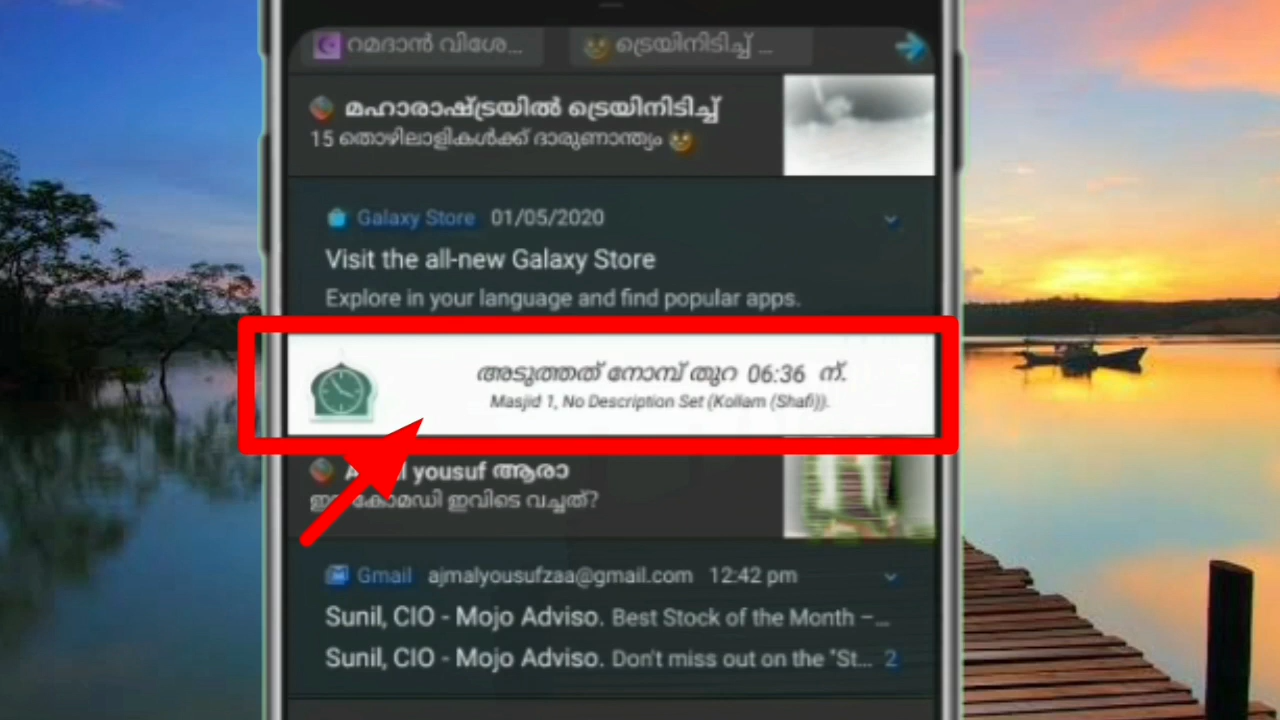 റമദാൻ വിശേ...
ട്രെയിനിടിച്ച് ...
മഹാരാഷ്ട്രയിൽ ട്രെയിനിടിച്ച്
15 തൊഴിലാളികൾക്ക് ദാരുണാന്ത്യം
Galaxy Store 01/05/2020
Visit the all-new Galaxy Store
Explore in your language and find popular apps.
അടുത്തത് നോമ്പ് തുറ 06:36 ന്.
Masjid 1, No Description Set (Kollam (Shafi)).
yousuf ആരാ
കോമഡി ഇവിടെ വച്ചത്?
Gmail ajmalyousufzaa@gmail.com 12:42 pm
Sunil, CIO - Mojo Adviso. Best Stock of the Month –...
Sunil, CIO - Mojo Adviso. Don't miss out on the "St... 2